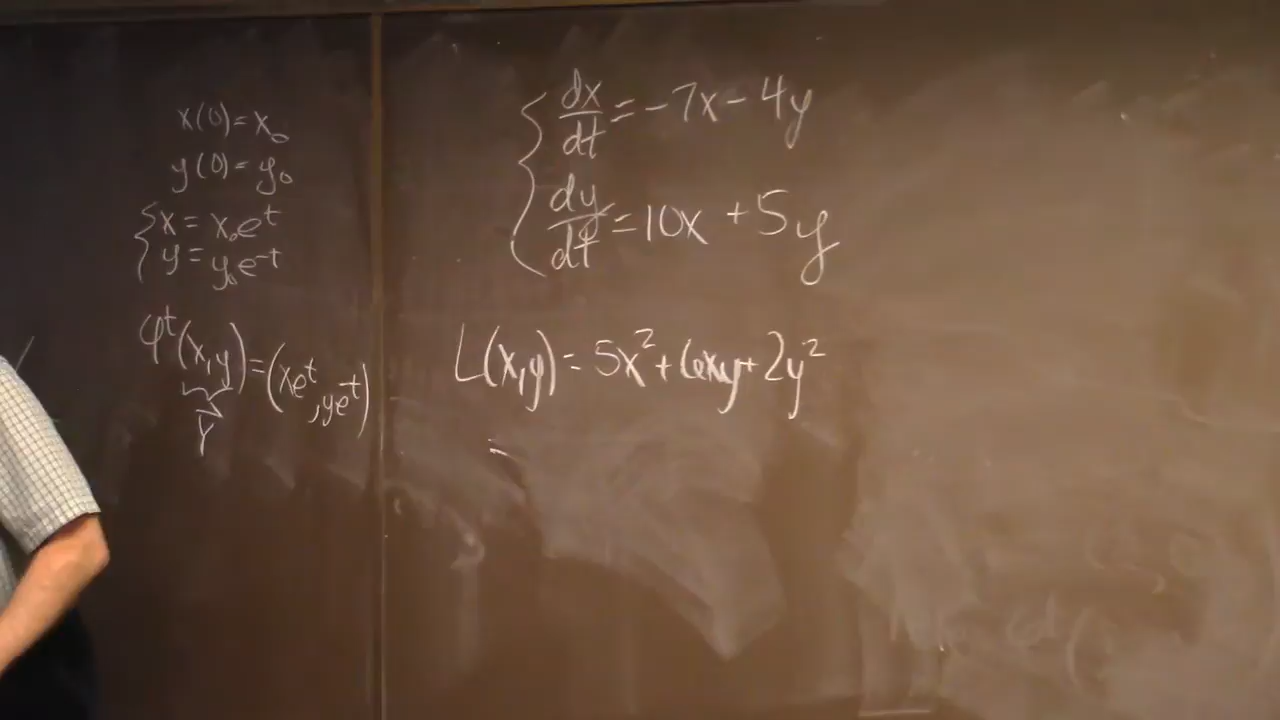 x(0)=x₀
y(0)=y₀
{x = x₀eᵗ
y = y₀e⁻ᵗ
φᵗ(x,y)=(xeᵗ, ye⁻ᵗ)
Y
{dx/dt = -7x - 4y
dy/dt = 10x + 5y
L(x,y) = 5x² + 6xy + 2y²